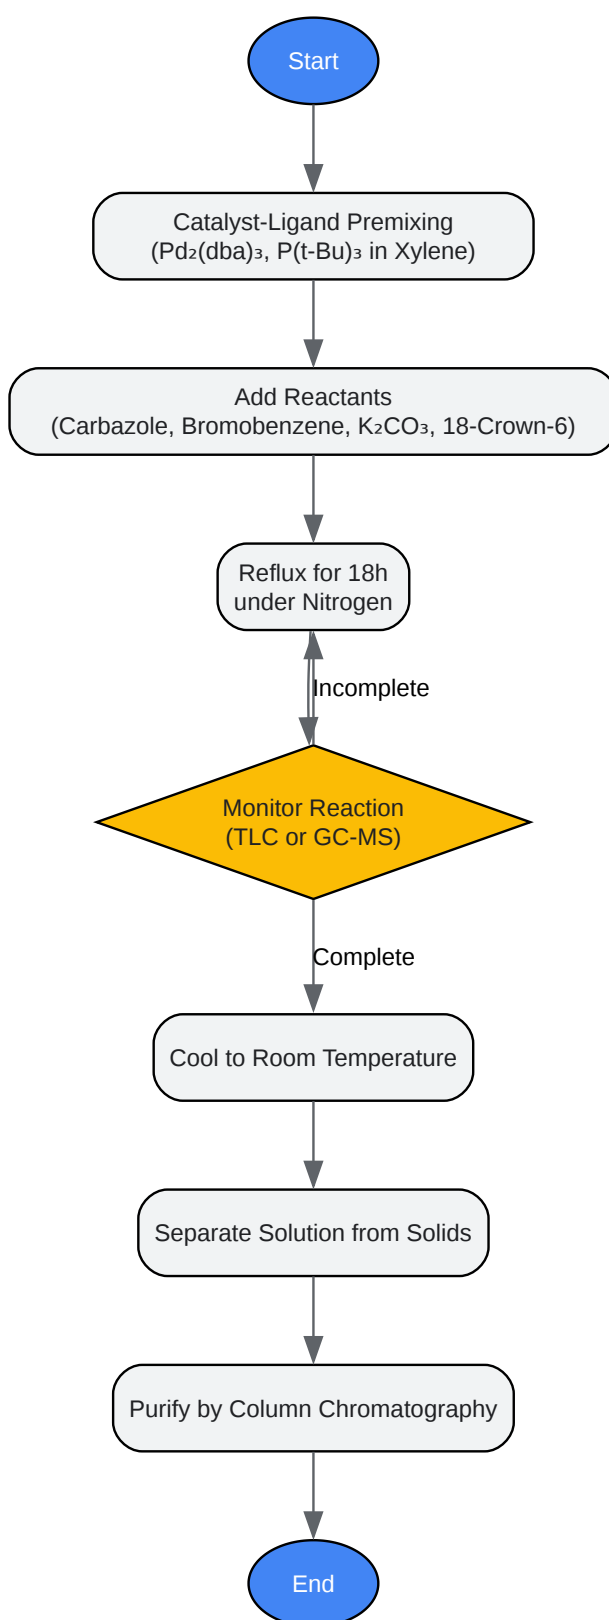 Start
Catalyst-Ligand Premixing
(Pd₂(dba)₃, P(t-Bu)₃ in Xylene)
Add Reactants
(Carbazole, Bromobenzene, K₂CO₃, 18-Crown-6)
Reflux for 18h
under Nitrogen
Incomplete
Monitor Reaction
(TLC or GC-MS)
Complete
Cool to Room Temperature
Separate Solution from Solids
Purify by Column Chromatography
End